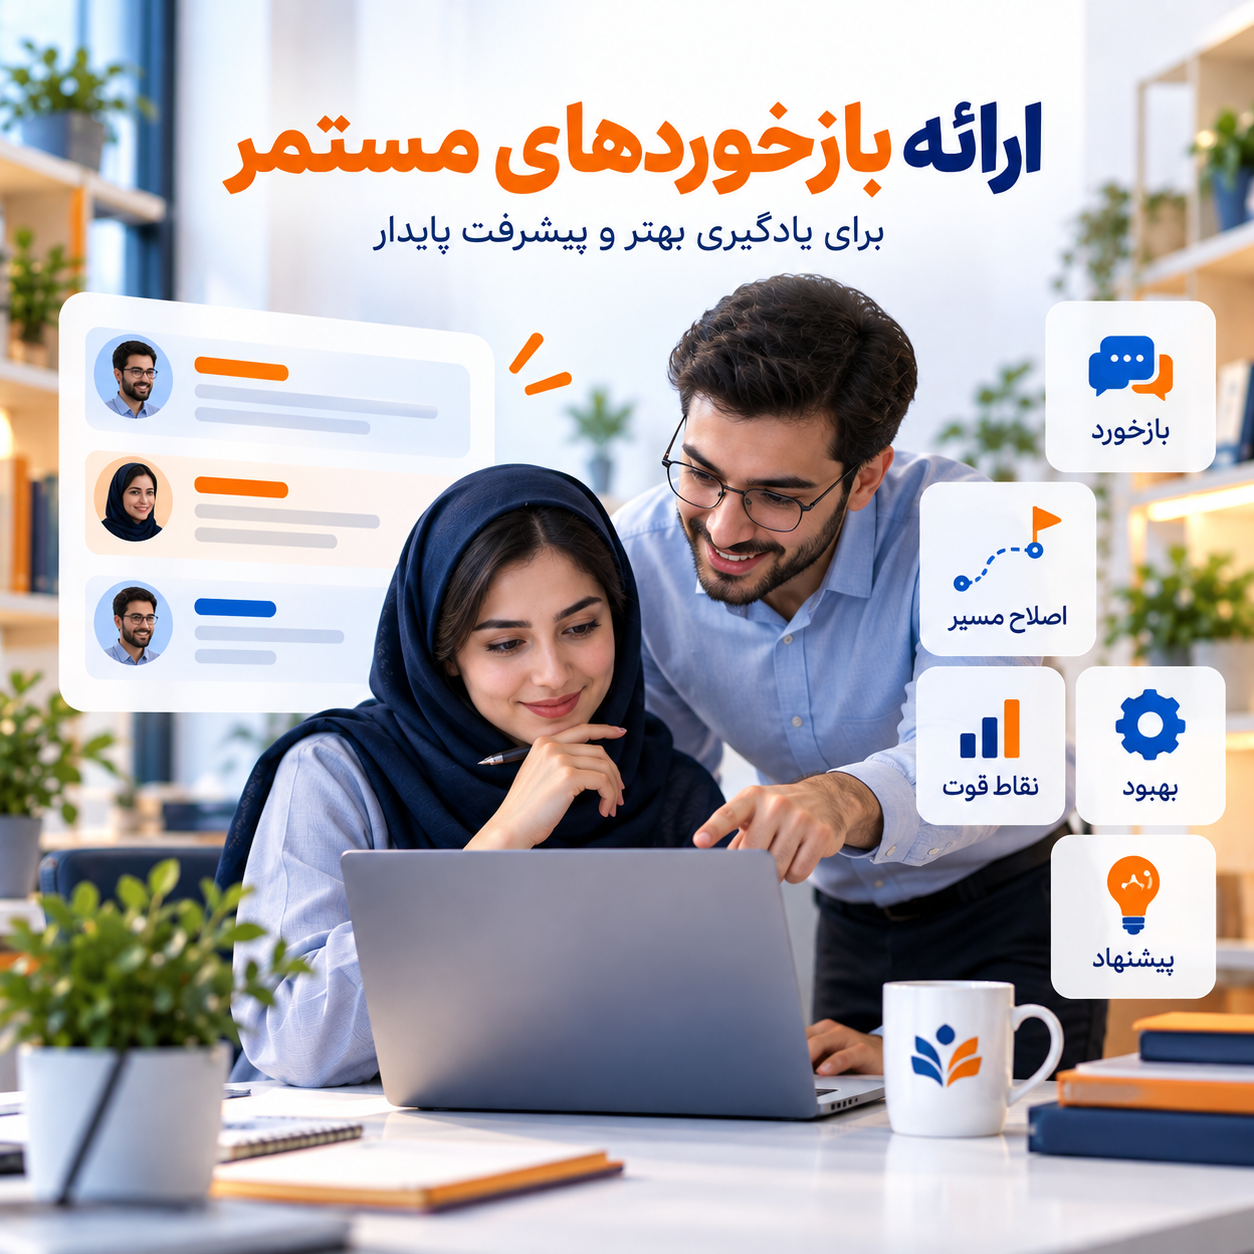 ارائه بازخوردهای مستمر
برای یادگیری بهتر و پیشرفت پایدار
بازخورد
اصلاح مسیر
نقاط قوت
بهبود
پیشنهاد